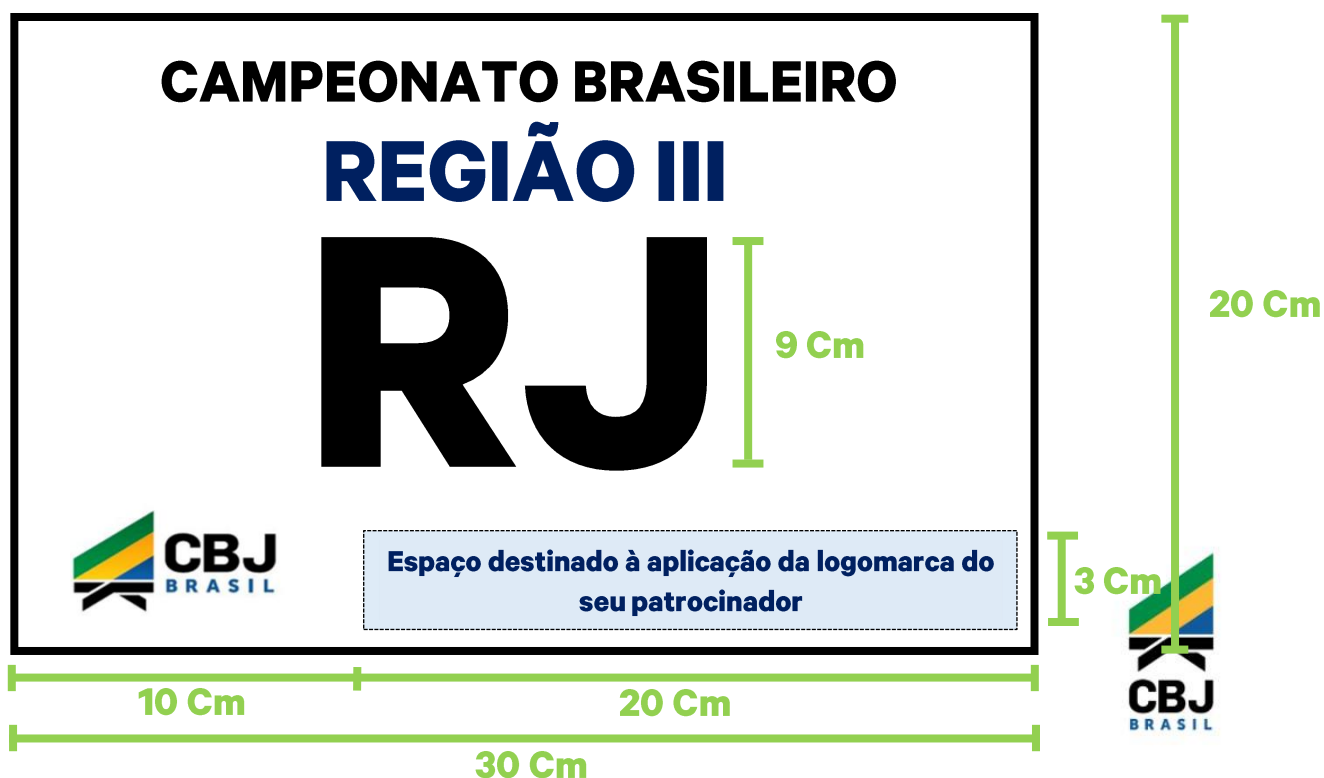 CAMPEONATO BRASILEIRO
REGIÃO III
RJ
9 Cm
20 Cm
CBJ
BRASIL
Espaço destinado à aplicação da logomarca do
seu patrocinador
3 Cm
CBJ
BRASIL
10 Cm
20 Cm
30 Cm